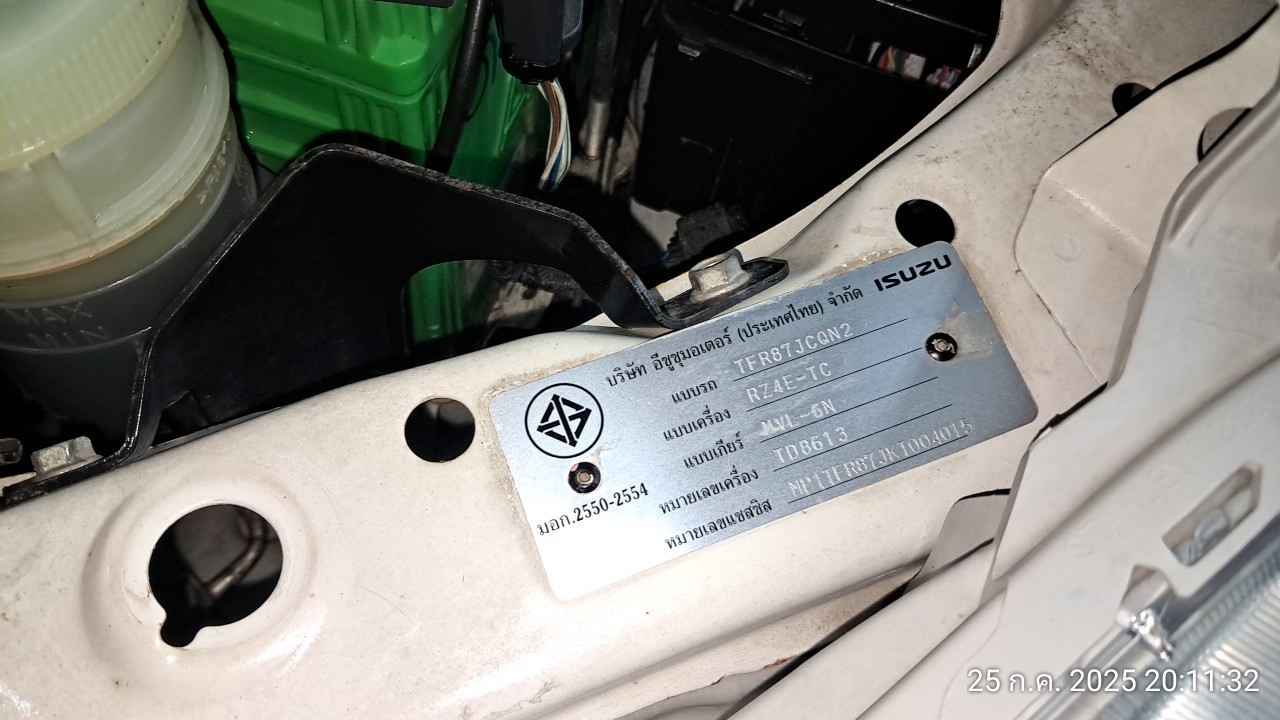 MAX
MIN
ISUZU
บริษัท อีซูซุมอเตอร์ (ประเทศไทย) จำกัด
แบบรถ TFR87JCQN2
แบบเครื่อง RZ4E-TC
แบบเกียร์ MVL-6N
หมายเลขเครื่อง TD8613
หมายเลขแชสซิส MP1TFR87JKT004015
มอก.2550-2554
25 ก.ค. 2025 20:11:32